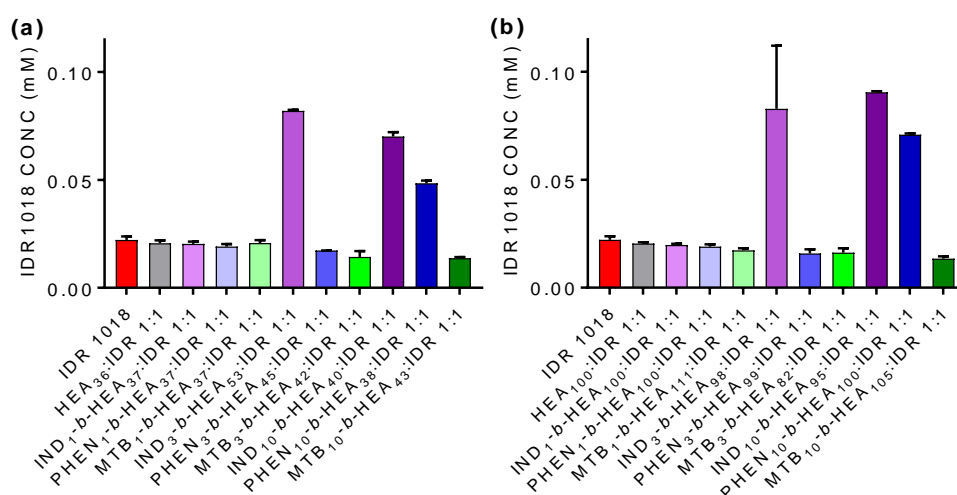 (a)
IDR1018 CONC (mM)
0.10
0.05
0.00
IDR 1018
HEA36:IDR 1:1
IND1-b-HEA37:IDR 1:1
PHEN1-b-HEA37:IDR 1:1
MTB1-b-HEA37:IDR 1:1
IND3-b-HEA53:IDR 1:1
PHEN3-b-HEA45:IDR 1:1
MTB3-b-HEA42:IDR 1:1
IND10-b-HEA40:IDR 1:1
PHEN10-b-HEA38:IDR 1:1
MTB10-b-HEA43:IDR 1:1
(b)
IDR1018 CONC (mM)
0.10
0.05
0.00
IDR 1018
HEA100:IDR 1:1
IND1-b-HEA100:IDR 1:1
PHEN1-b-HEA100:IDR 1:1
MTB1-b-HEA111:IDR 1:1
IND3-b-HEA98:IDR 1:1
PHEN3-b-HEA99:IDR 1:1
MTB3-b-HEA82:IDR 1:1
IND10-b-HEA95:IDR 1:1
PHEN10-b-HEA100:IDR 1:1
MTB10-b-HEA105:IDR 1:1